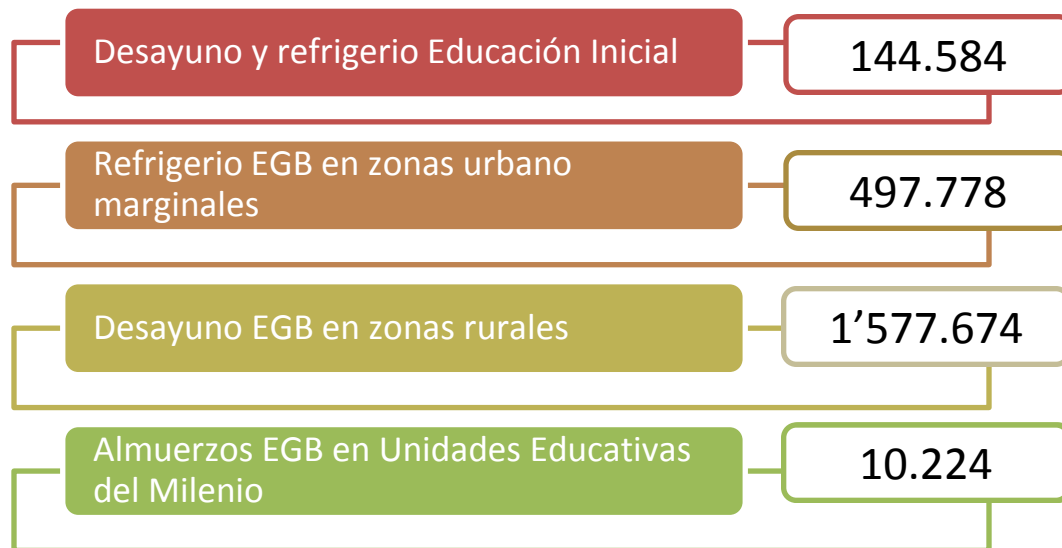 Desayuno y refrigerio Educación Inicial
144.584
Refrigerio EGB en zonas urbano
marginales
497.778
Desayuno EGB en zonas rurales
1’577.674
Almuerzos EGB en Unidades Educativas
del Milenio
10.224